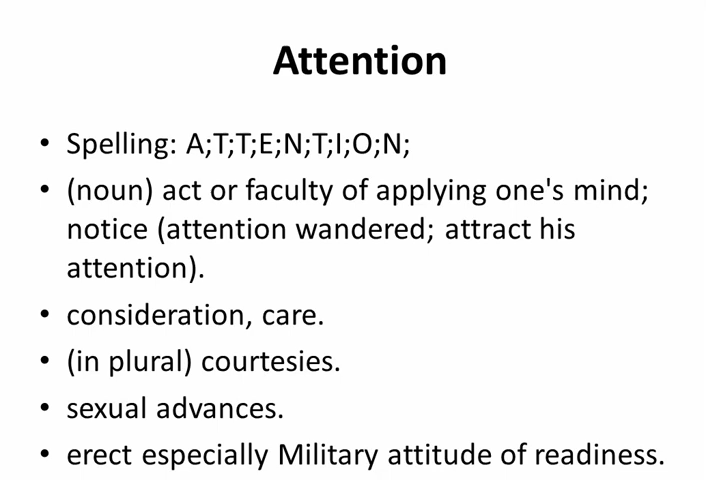 Attention
• Spelling: A;T;T;E;N;T;I;O;N;
• (noun) act or faculty of applying one's mind;
notice (attention wandered; attract his
attention).
• consideration, care.
• (in plural) courtesies.
• sexual advances.
• erect especially Military attitude of readiness.